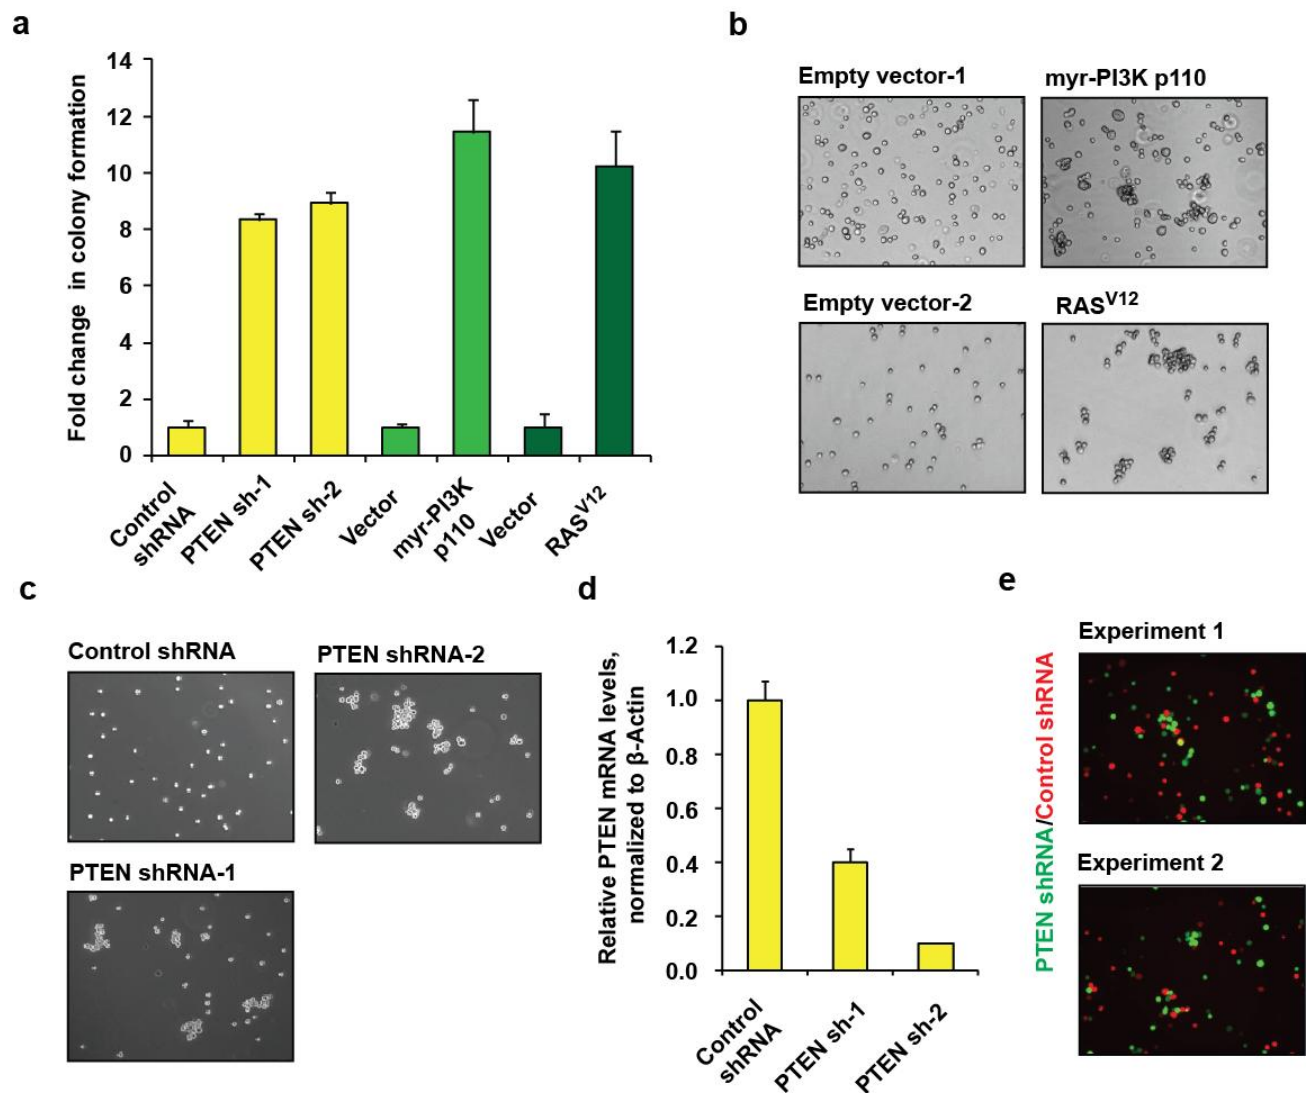 a
Fold change in colony formation
14
12
10
8
6
4
2
0
Control
shRNA
PTEN sh-1
PTEN sh-2
Vector
myr-PI3K
p110
Vector
RASV12
b
Empty vector-1
myr-PI3K p110
Empty vector-2
RASV12
c
Control shRNA
PTEN shRNA-2
PTEN shRNA-1
d
Relative PTEN mRNA levels,
normalized to β-Actin
1.2
1.0
0.8
0.6
0.4
0.2
0.0
Control
shRNA
PTEN sh-1
PTEN sh-2
e
PTEN shRNA/Control shRNA
Experiment 1
Experiment 2